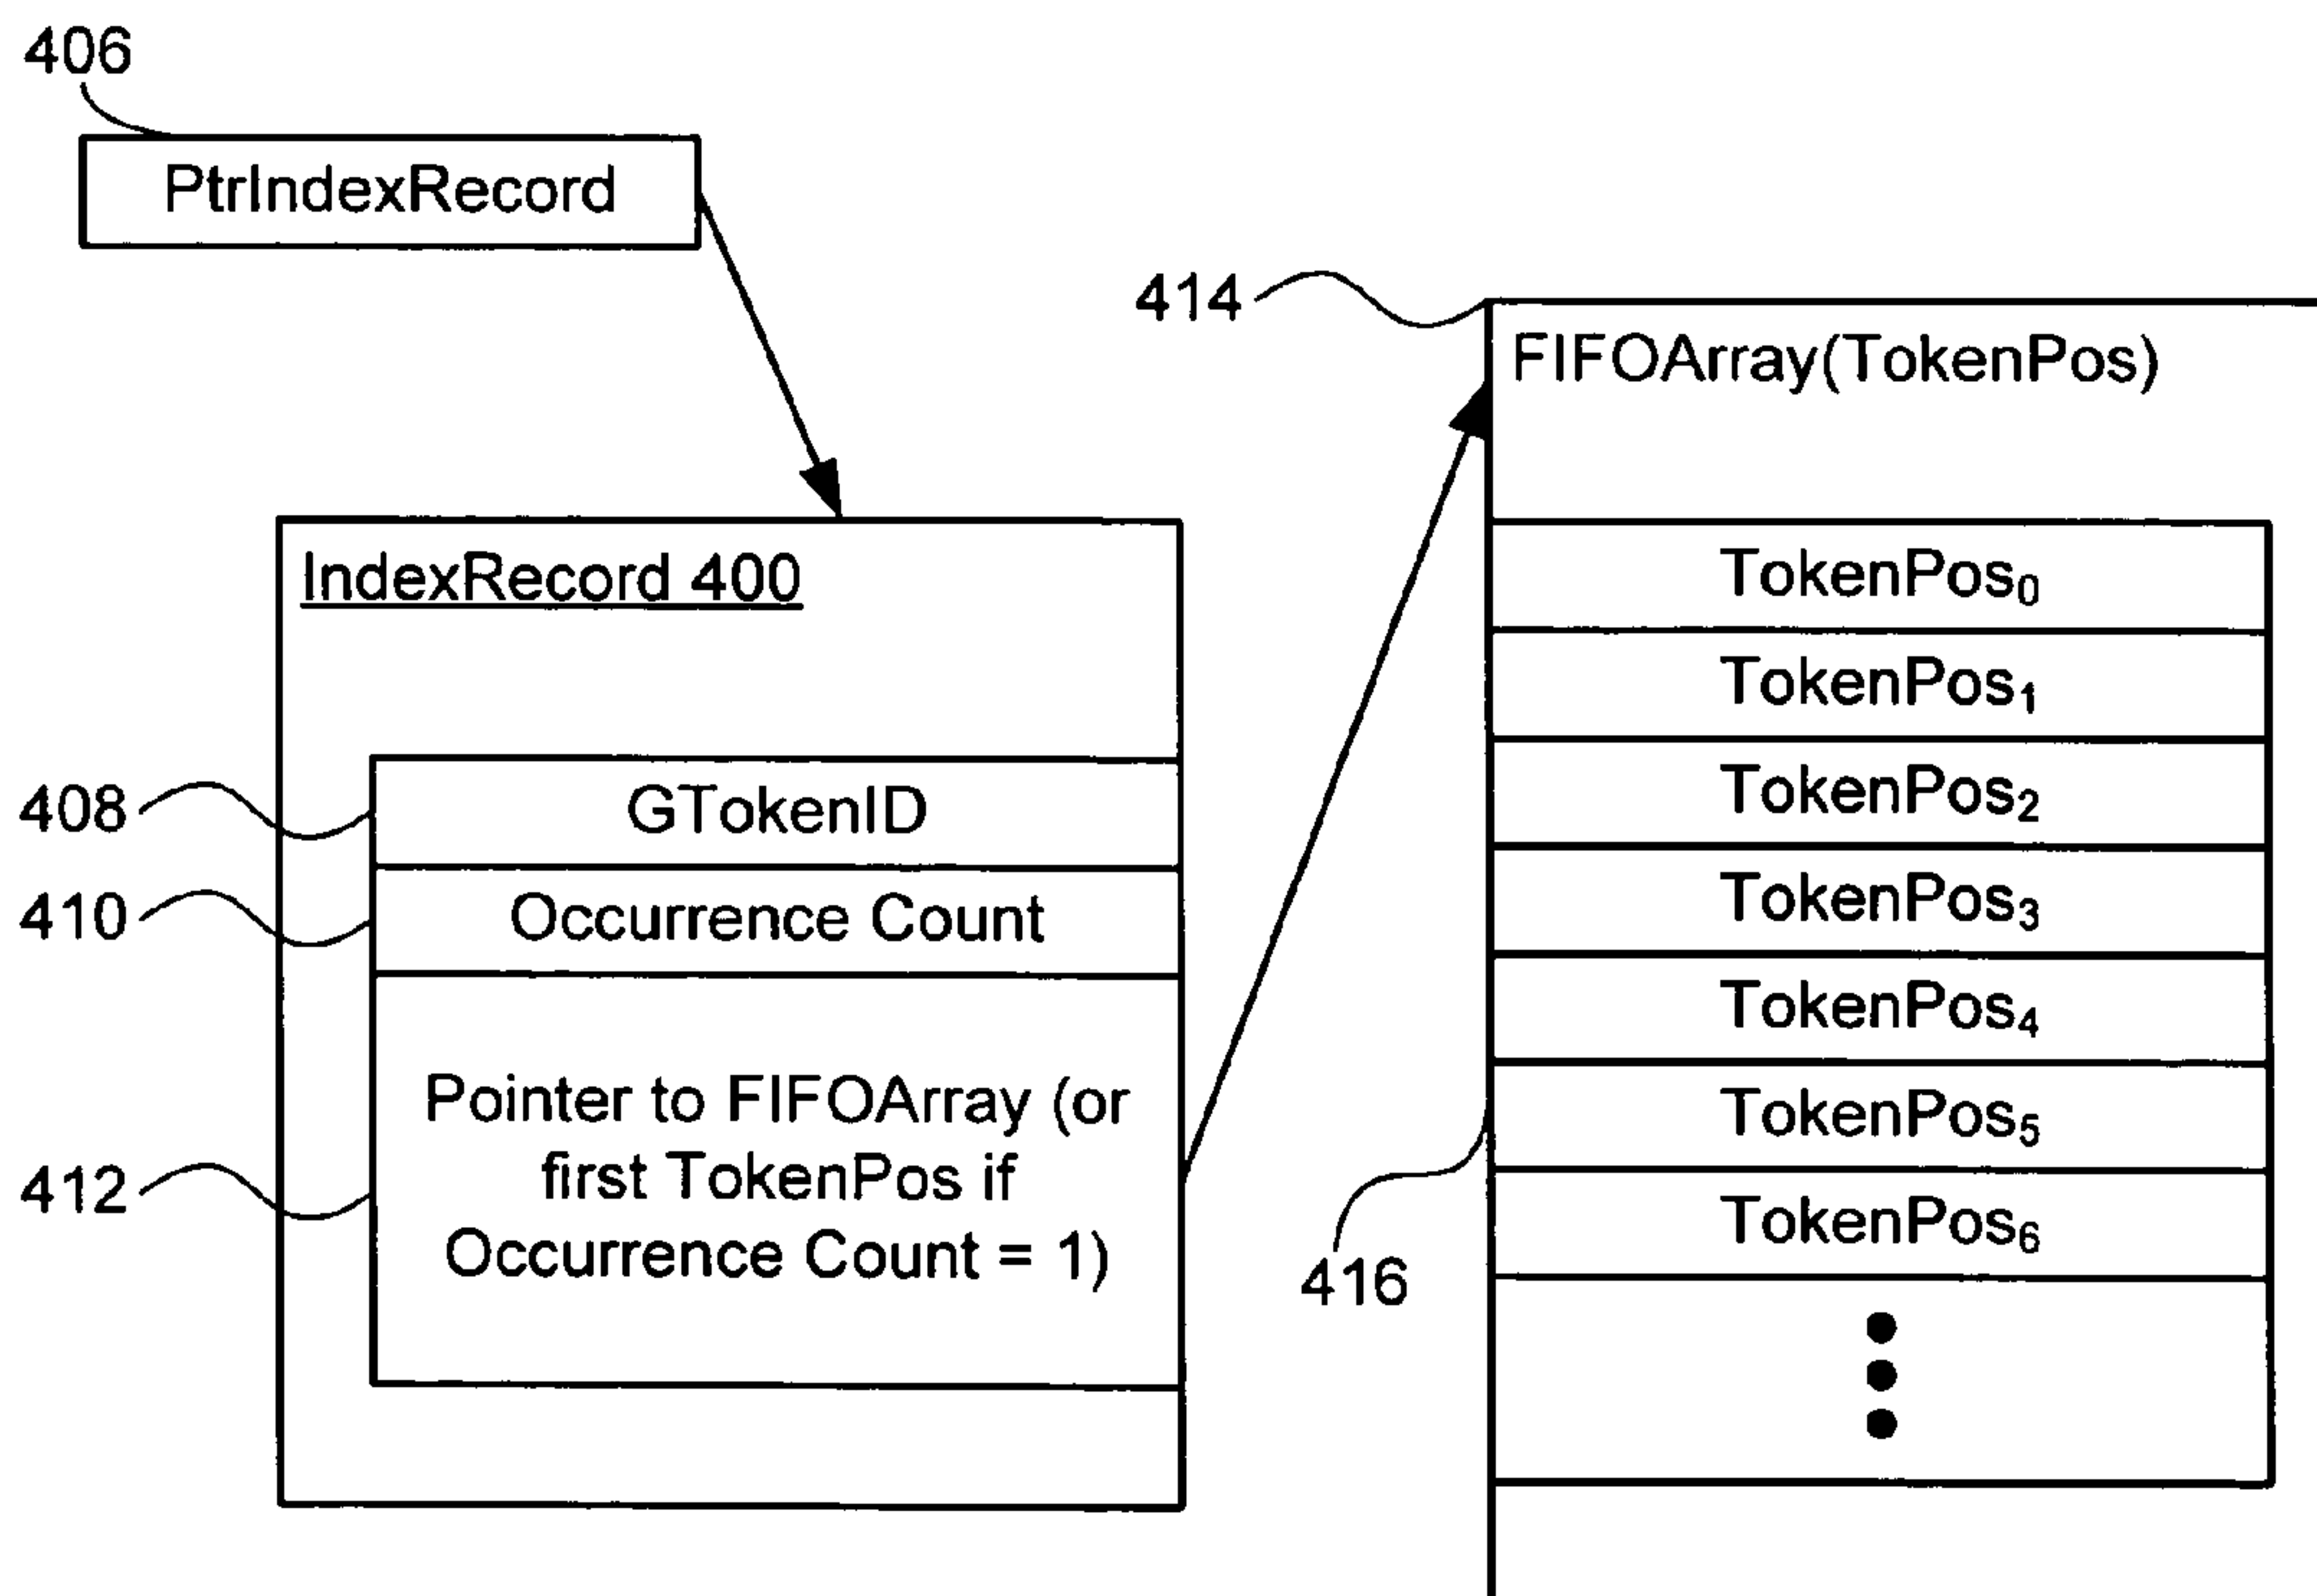 406
PtrIndexRecord
414
FIFOArray(TokenPos)
IndexRecord 400
408
GTokenID
410
Occurrence Count
412
Pointer to FIFOArray (or
first TokenPos if
Occurrence Count = 1)
TokenPos₀
TokenPos₁
TokenPos₂
TokenPos₃
TokenPos₄
TokenPos₅
TokenPos₆
416